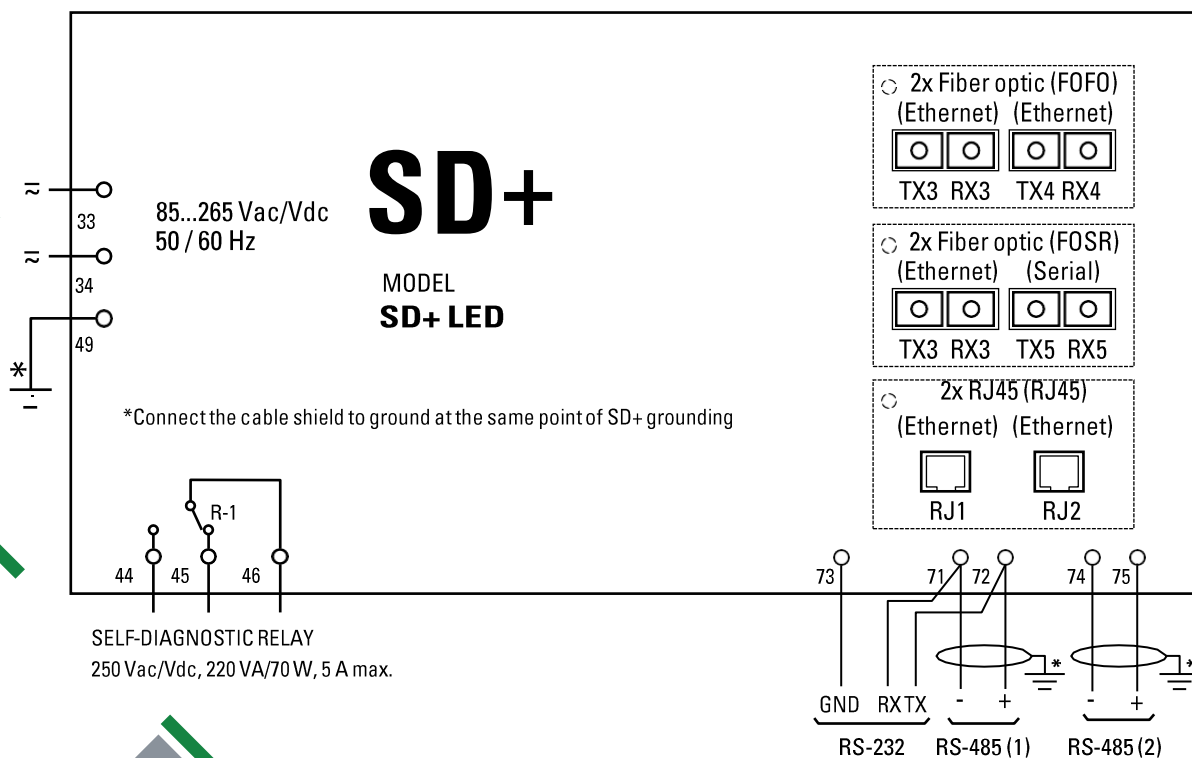 2x Fiber optic (FOFO)
(Ethernet) (Ethernet)
TX3 RX3 TX4 RX4
33
85...265 Vac/Vdc
50 / 60 Hz
SD+
34
MODEL
SD+ LED
49
*
2x Fiber optic (FOSR)
(Ethernet) (Serial)
TX3 RX3 TX5 RX5
*Connect the cable shield to ground at the same point of SD+ grounding
2x RJ45 (RJ45)
(Ethernet) (Ethernet)
RJ1 RJ2
R-1
44 45 46
73 71 72 74 75
SELF-DIAGNOSTIC RELAY
250 Vac/Vdc, 220 VA/70 W, 5 A max.
* *
GND RX TX - + - +
RS-232 RS-485 (1) RS-485 (2)